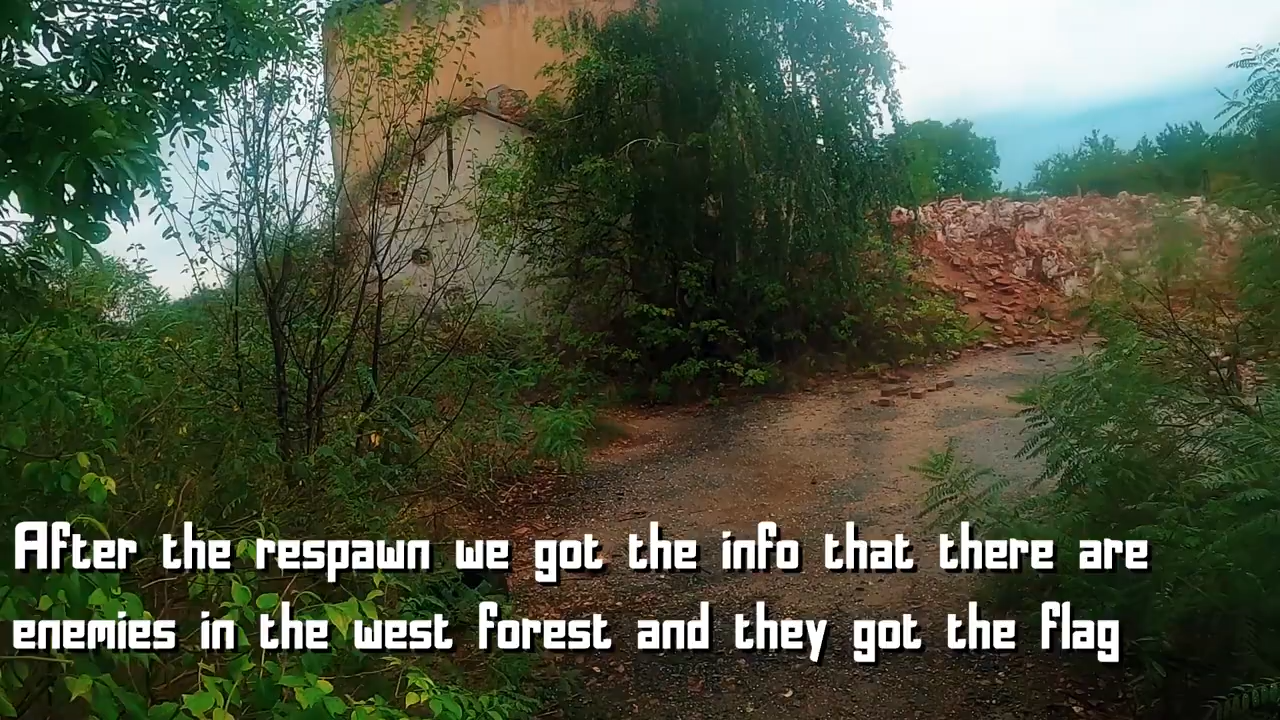 After the respawn we got the info that there are
enemies in the west forest and they got the flag